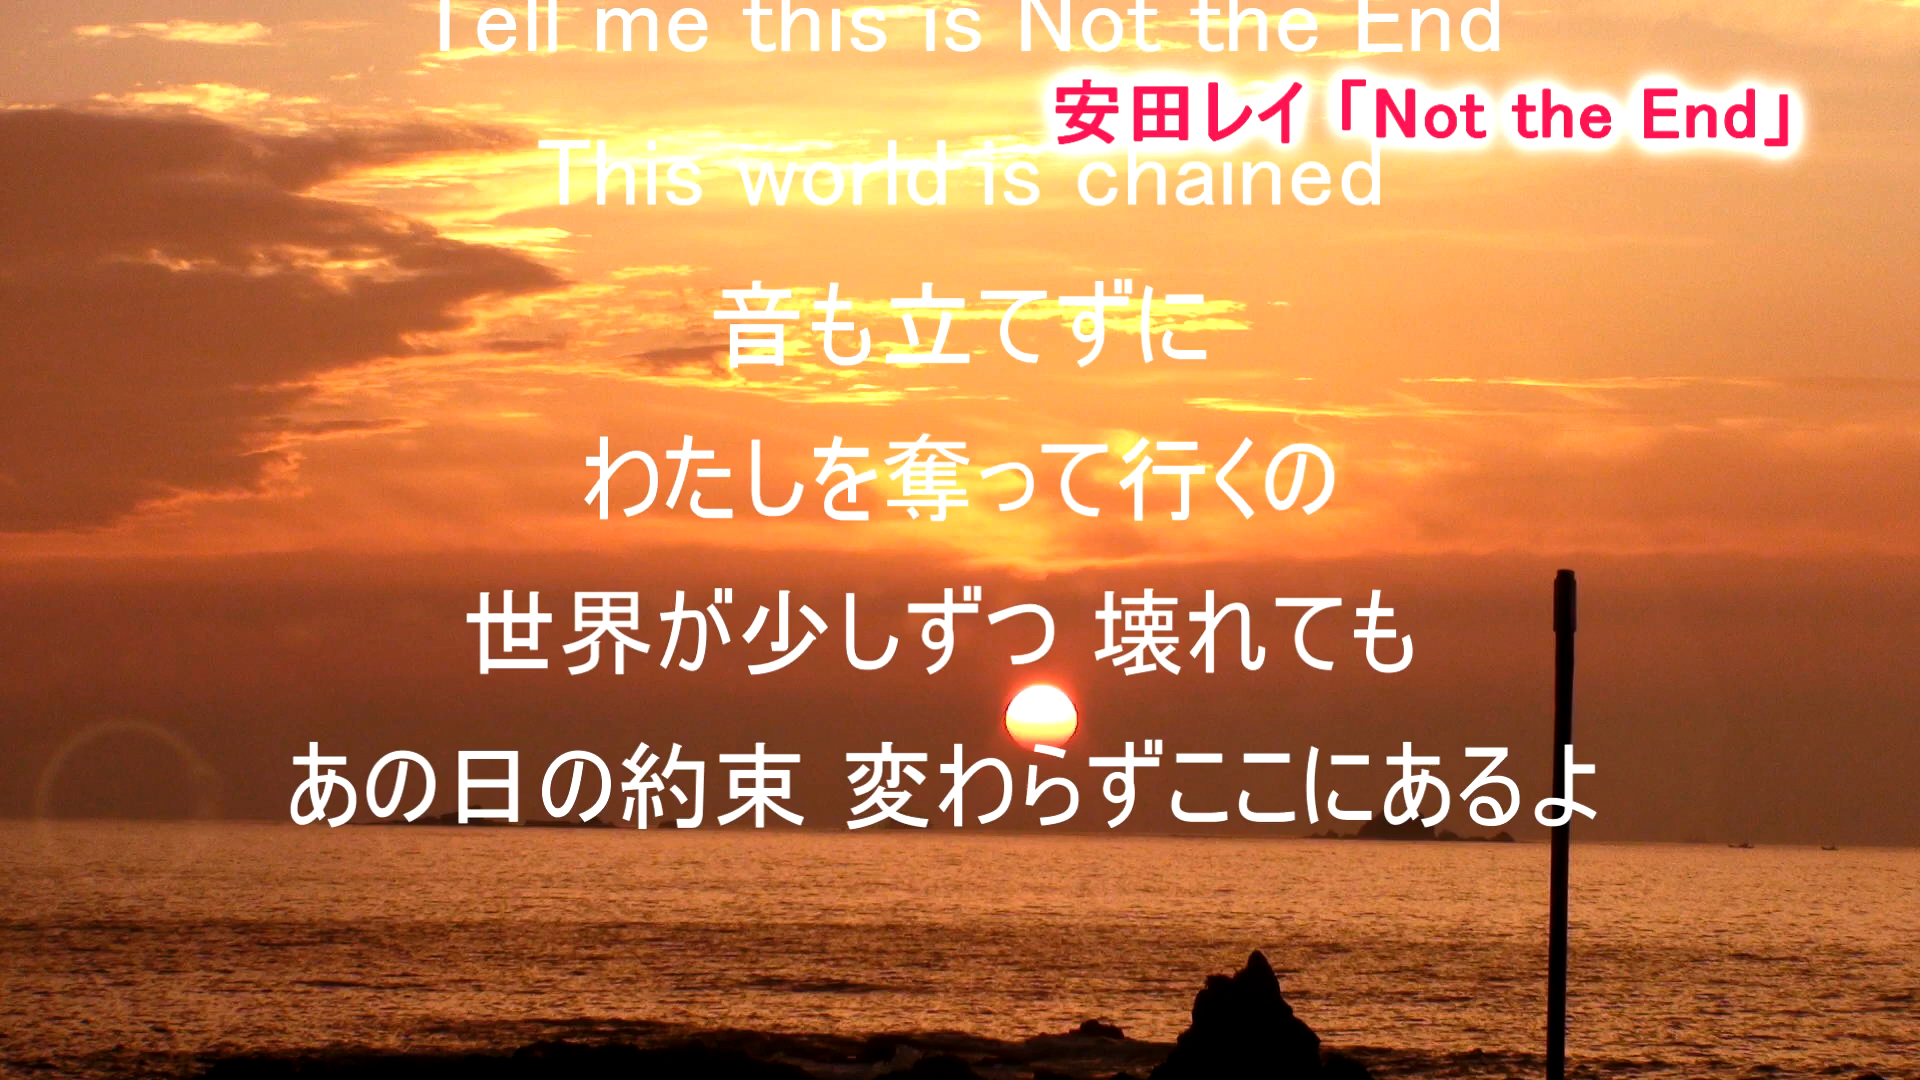 Tell me this is Not the End
安田レイ「Not the End」
This world is chained
音も立てずに
わたしを奪って行くの
世界が少しずつ 壊れても
あの日の約束 変わらずここにあるよ